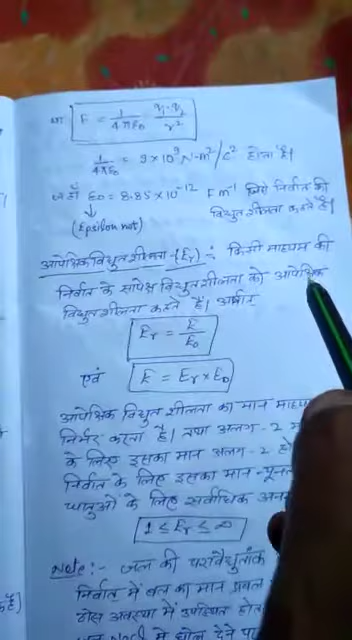 या F = 1/4πε₀ q₁·q₂/r²
1/4πε₀ = 9×10⁹ N-m²/c² होता है।
जहाँ ε₀ = 8.85×10⁻¹² Fm⁻¹ जिसे निर्वात की
विद्युतशीलता कहते है।
(Epsilon not)
आपेक्षिक विद्युतशीलता -(εr) : किसी माध्यम की
निर्वात के सापेक्ष विद्युतशीलता को आपेक्षिक
विद्युतशीलता कहते है। अर्थात
εr = ε/ε₀
एवं ε = εr × ε₀
आपेक्षिक विद्युत शीलता का मान
निर्भर करता है। तथा अलग-2
के लिए इसका मान अलग-2
निर्वात के लिए इसका मान
धातुओं के लिए सर्वाधिक
1 ≤ εr ≤ ∞
Note:- जल की परावैद्युतांक
निर्वात में बल का मान प्रबल
ठोस अवस्था में उपस्थित
में घोल देने